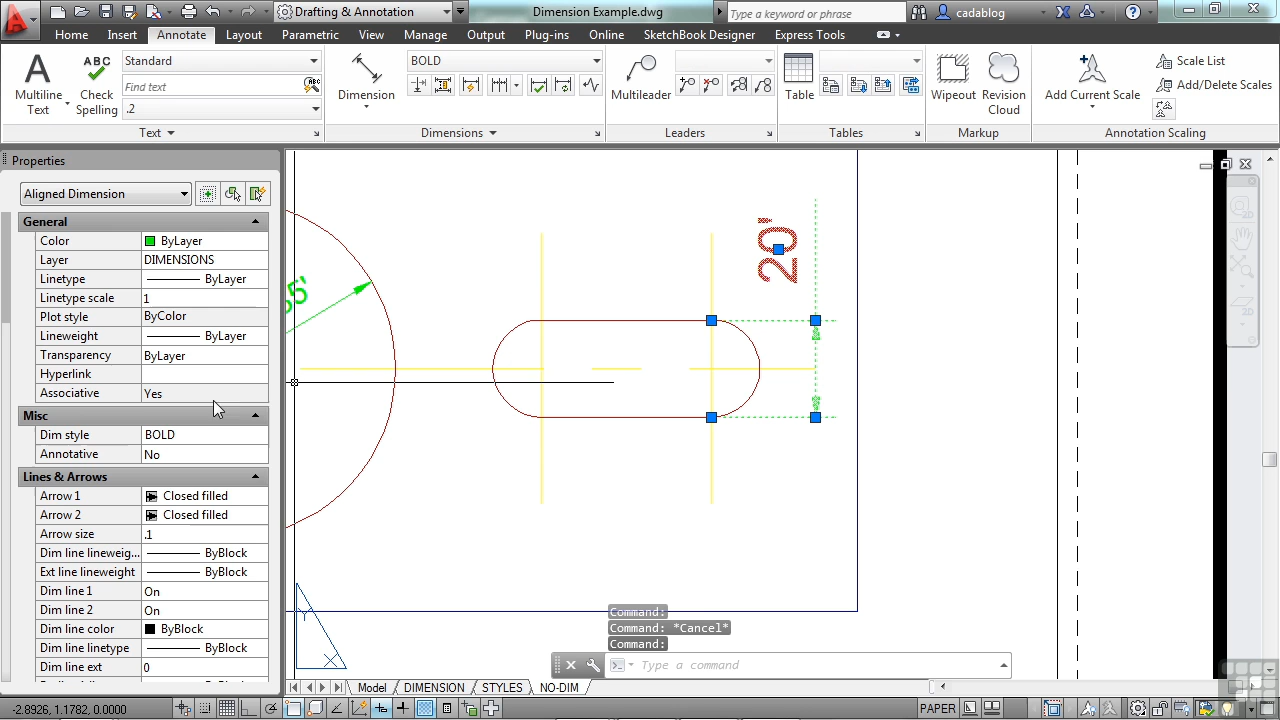 Drafting & Annotation
Dimension Example.dwg
Type a keyword or phrase
cadablog
Home Insert Annotate Layout Parametric View Manage Output Plug-ins Online SketchBook Designer Express Tools
Multiline Text
ABC
Check Spelling
Standard
Find text
.2
Dimension
BOLD
Multileader
Table
Wipeout
Revision Cloud
Add Current Scale
Scale List
Add/Delete Scales
Text
Dimensions
Leaders
Tables
Markup
Annotation Scaling
Properties
Aligned Dimension
General
Color ByLayer
Layer DIMENSIONS
Linetype ByLayer
Linetype scale 1
Plot style ByColor
Lineweight ByLayer
Transparency ByLayer
Hyperlink
Associative Yes
Misc
Dim style BOLD
Annotative No
Lines & Arrows
Arrow 1 Closed filled
Arrow 2 Closed filled
Arrow size .1
Dim line lineweig... ByBlock
Ext line lineweight ByBlock
Dim line 1 On
Dim line 2 On
Dim line color ByBlock
Dim line linetype ByBlock
Dim line ext 0
20'
Y
X
Command:
Command: *Cancel*
Command:
Type a command
Model DIMENSION STYLES NO-DIM
-2.8926, 1.1782, 0.0000
PAPER